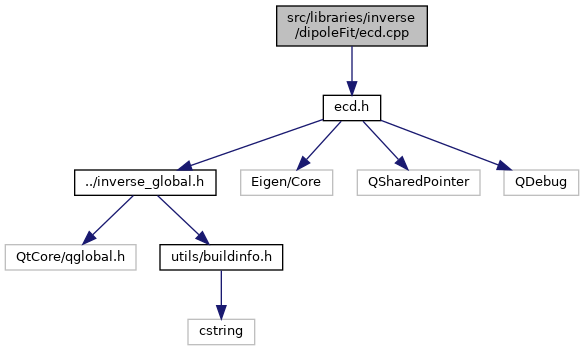 src/libraries/inverse
/dipoleFit/ecd.cpp
ecd.h
../inverse_global.h
Eigen/Core
QSharedPointer
QDebug
QtCore/qglobal.h
utils/buildinfo.h
cstring